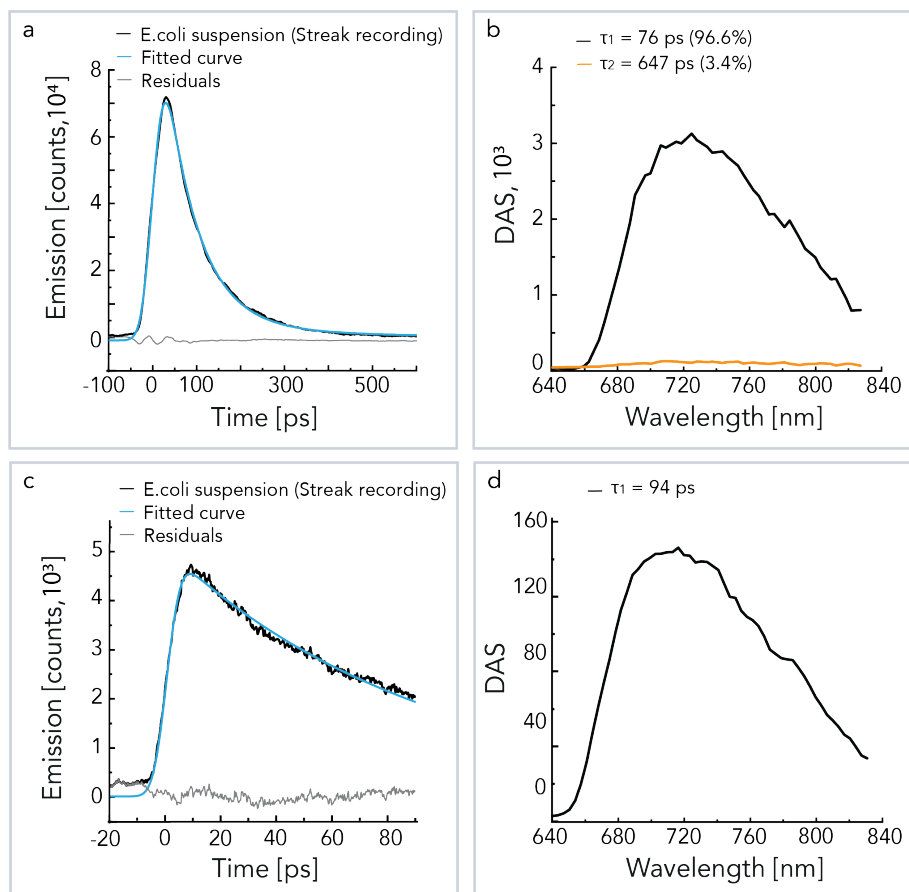 a
E.coli suspension (Streak recording)
Fitted curve
Residuals
8
6
4
2
0
-100 0 100 300 500
Emission [counts,10⁴]
Time [ps]
b
τ₁ = 76 ps (96.6%)
τ₂ = 647 ps (3.4%)
4
3
2
1
0
640 680 720 760 800 840
DAS, 10³
Wavelength [nm]
c
E.coli suspension (Streak recording)
Fitted curve
Residuals
5
4
3
2
1
0
-20 0 20 40 60 80
Emission [counts,10³]
Time [ps]
d
τ₁ = 94 ps
160
120
80
40
0
640 680 720 760 800 840
DAS
Wavelength [nm]